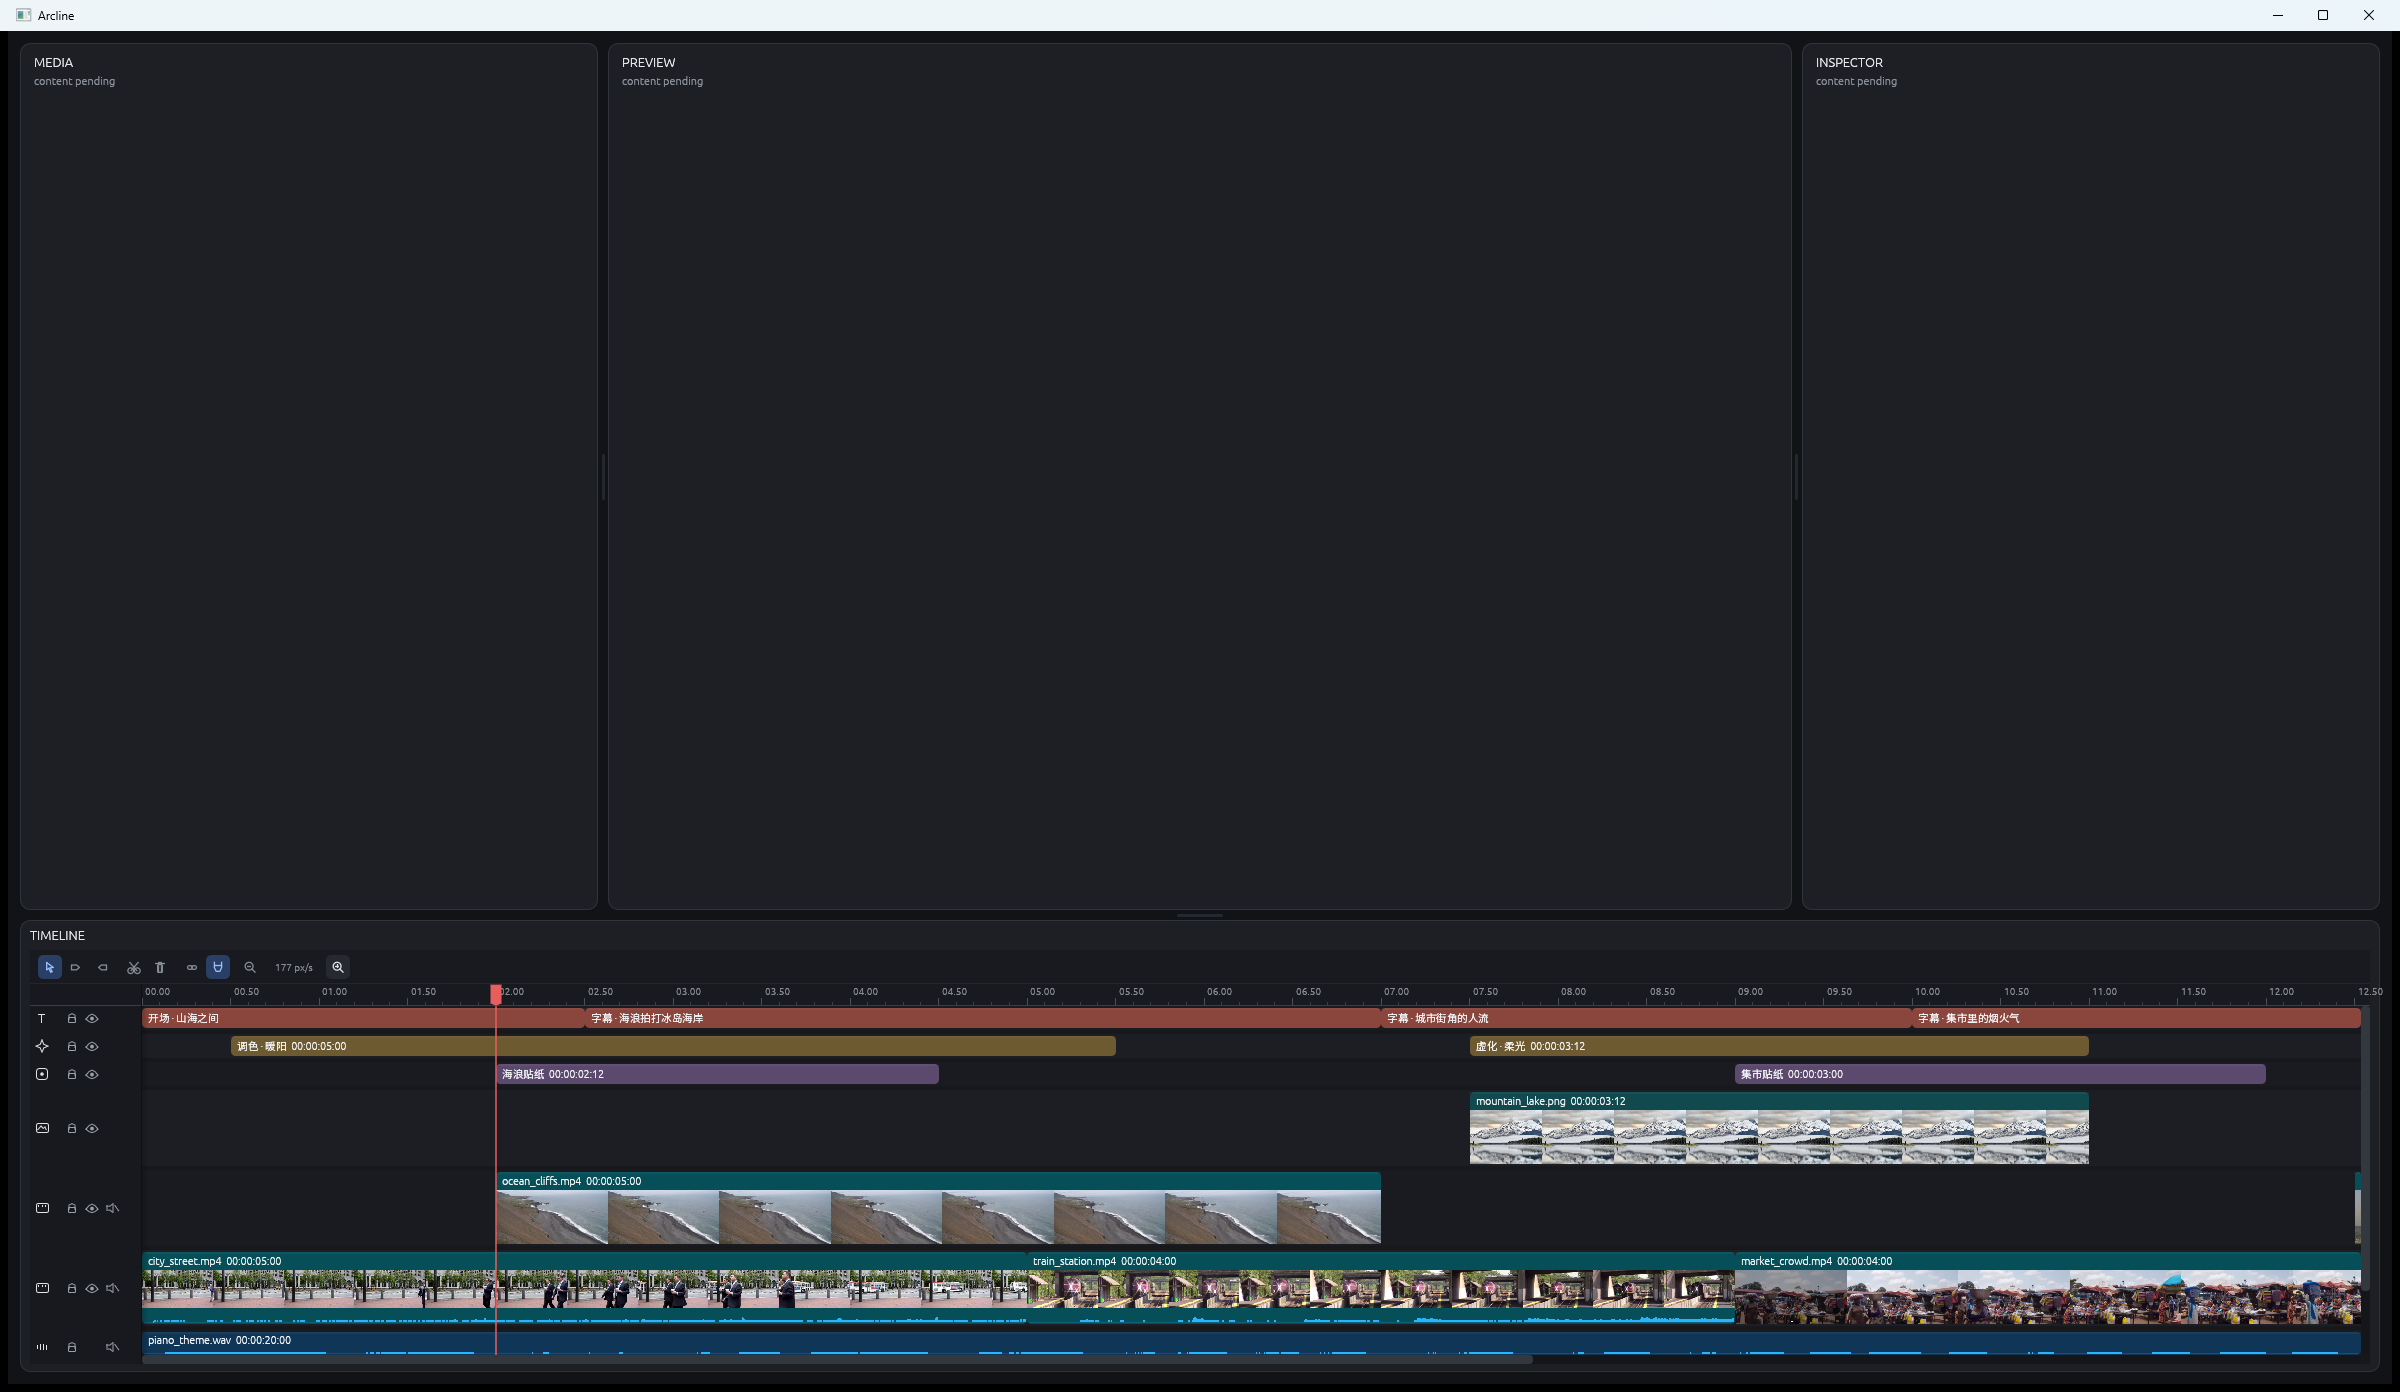 Arcline
MEDIA
content pending
PREVIEW
content pending
INSPECTOR
content pending
TIMELINE
177 px/s
00.00 00.50 01.00 01.50 02.00 02.50 03.00 03.50 04.00 04.50 05.00 05.50 06.00 06.50 07.00 07.50 08.00 08.50 09.00 09.50 10.00 10.50 11.00 11.50 12.00 12.50
T 开场 · 山海之间 字幕 · 海浪拍打冰岛海岸 字幕 · 城市街角的人流 字幕 · 集市里的烟火气
调色 · 暖阳 00:00:05:00 虚化 · 柔光 00:00:03:12
海浪贴纸 00:00:02:12 集市贴纸 00:00:03:00
mountain_lake.png 00:00:03:12
ocean_cliffs.mp4 00:00:05:00
city_street.mp4 00:00:05:00 train_station.mp4 00:00:04:00 market_crowd.mp4 00:00:04:00
piano_theme.wav 00:00:20:00